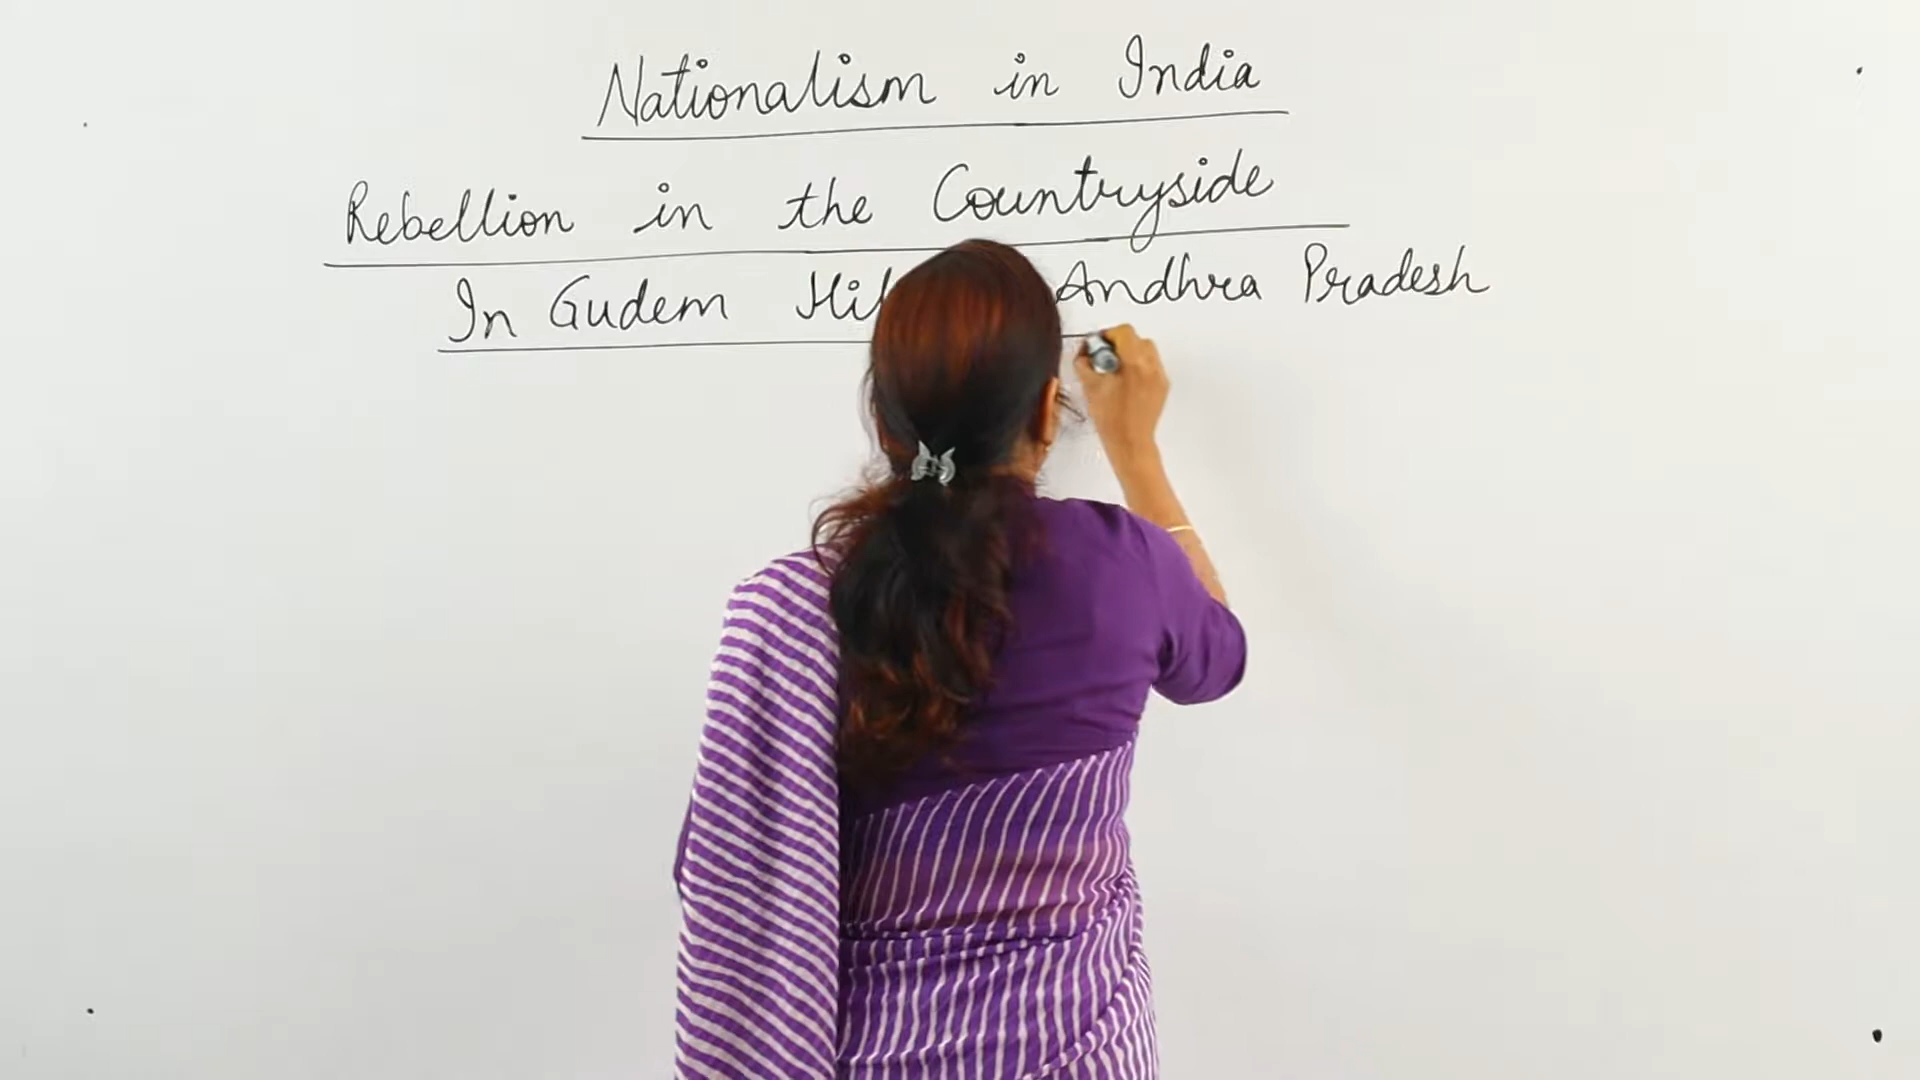 Nationalism in India
Rebellion in the Countryside
In Gudem Andhra Pradesh